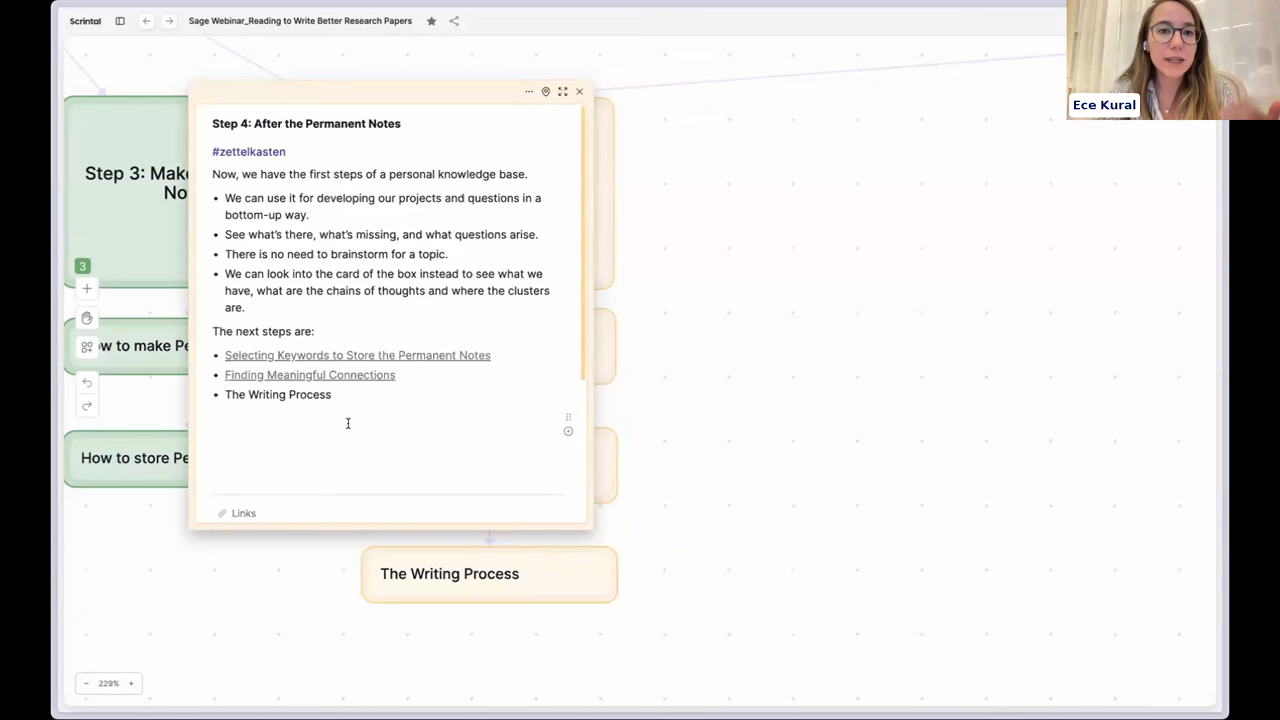 Scrintal
Sage Webinar_Reading to Write Better Research Papers
Ece Kural
Step 3: Make
No
3
ow to make Pe
How to store Pe
Step 4: After the Permanent Notes
#zettelkasten
Now, we have the first steps of a personal knowledge base.
• We can use it for developing our projects and questions in a
bottom-up way.
• See what's there, what's missing, and what questions arise.
• There is no need to brainstorm for a topic.
• We can look into the card of the box instead to see what we
have, what are the chains of thoughts and where the clusters
are.
The next steps are:
• Selecting Keywords to Store the Permanent Notes
• Finding Meaningful Connections
• The Writing Process
Links
The Writing Process
229%